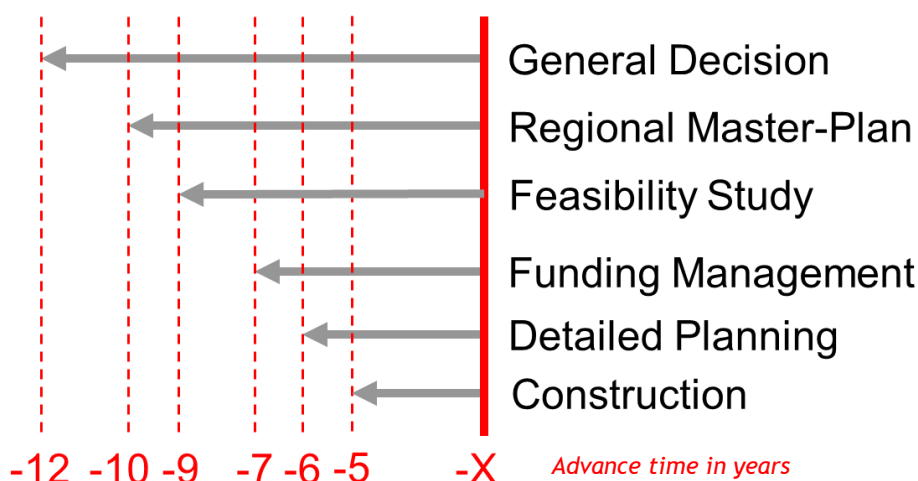 General Decision
Regional Master-Plan
Feasibility Study
Funding Management
Detailed Planning
Construction
-12 -10 -9 -7 -6 -5 -X Advance time in years